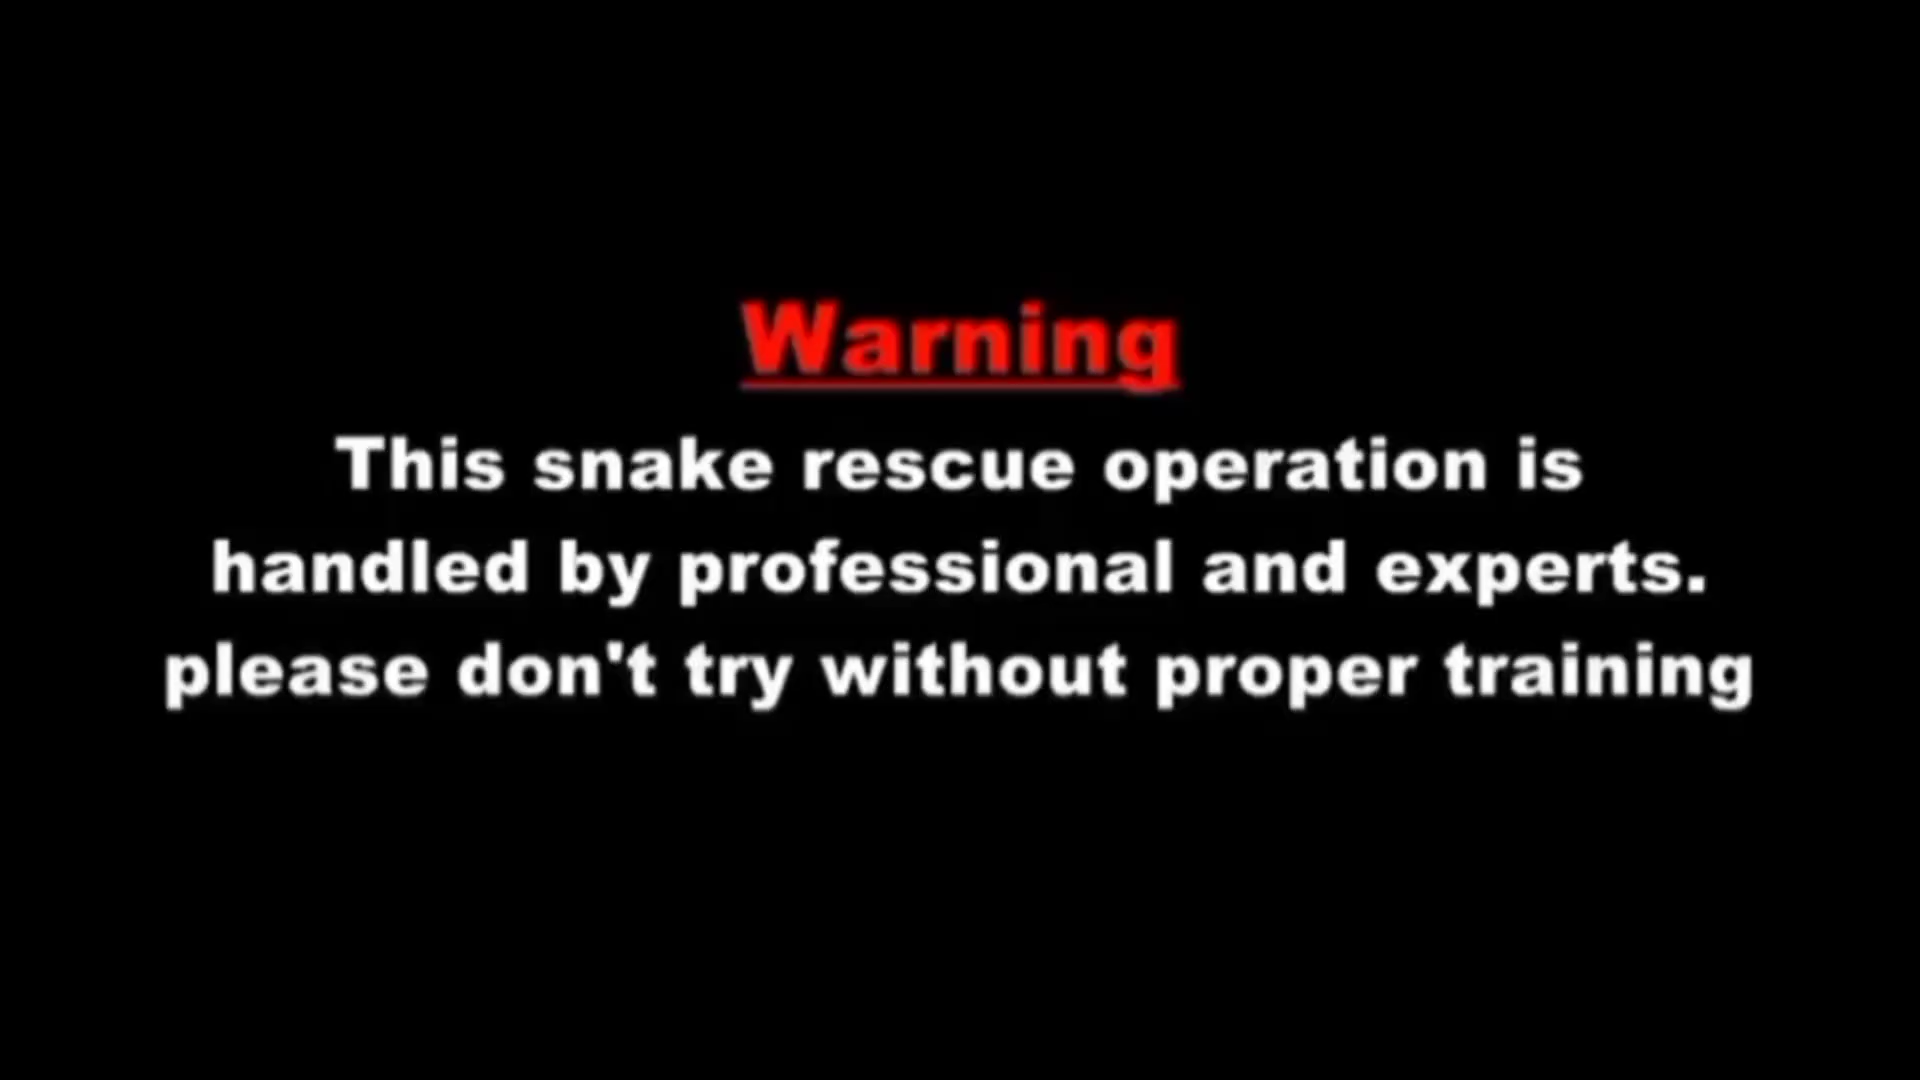 Warning
This snake rescue operation is
handled by professional and experts.
please don't try without proper training